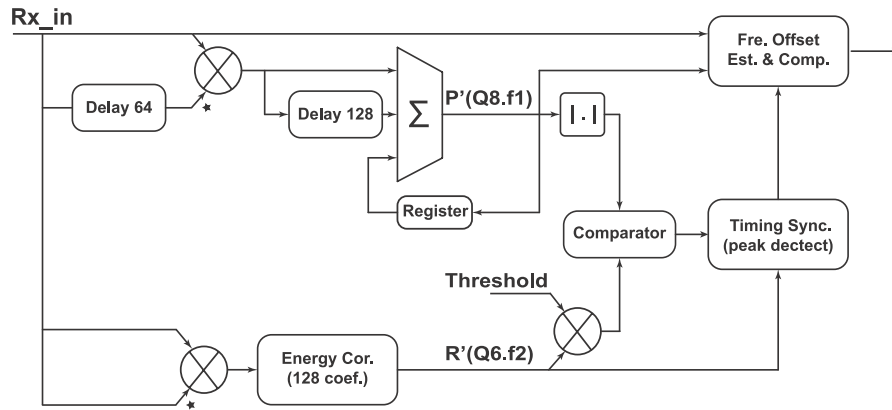 Rx_in
Fre. Offset
Est. & Comp.
Delay 64
Delay 128
Σ
P'(Q8.f1)
|.|
Register
Comparator
Timing Sync.
(peak dectect)
Threshold
Energy Cor.
(128 coef.)
R'(Q6.f2)